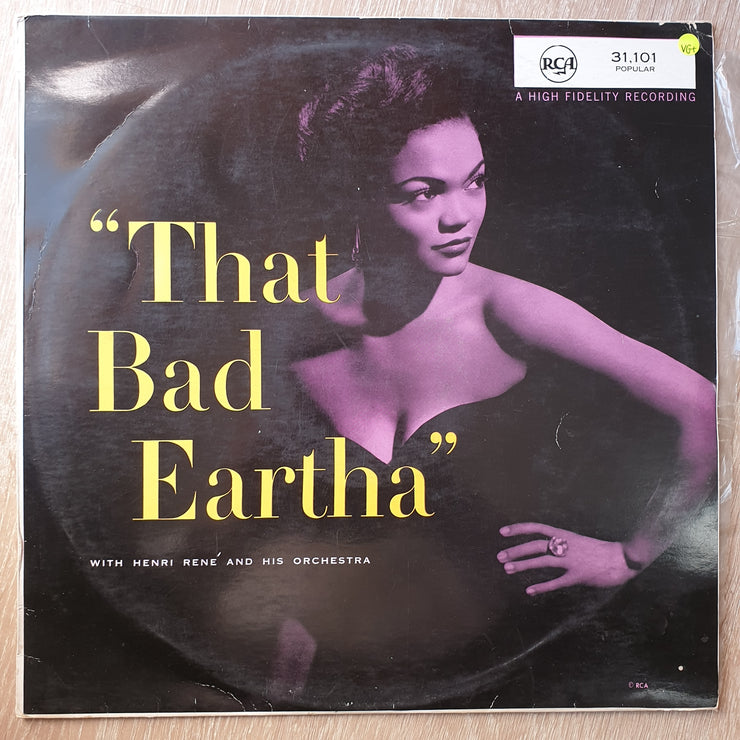 RCA
31,101
POPULAR
VG+
A HIGH FIDELITY RECORDING
“That
Bad
Eartha”
WITH HENRI RENÉ AND HIS ORCHESTRA
© RCA